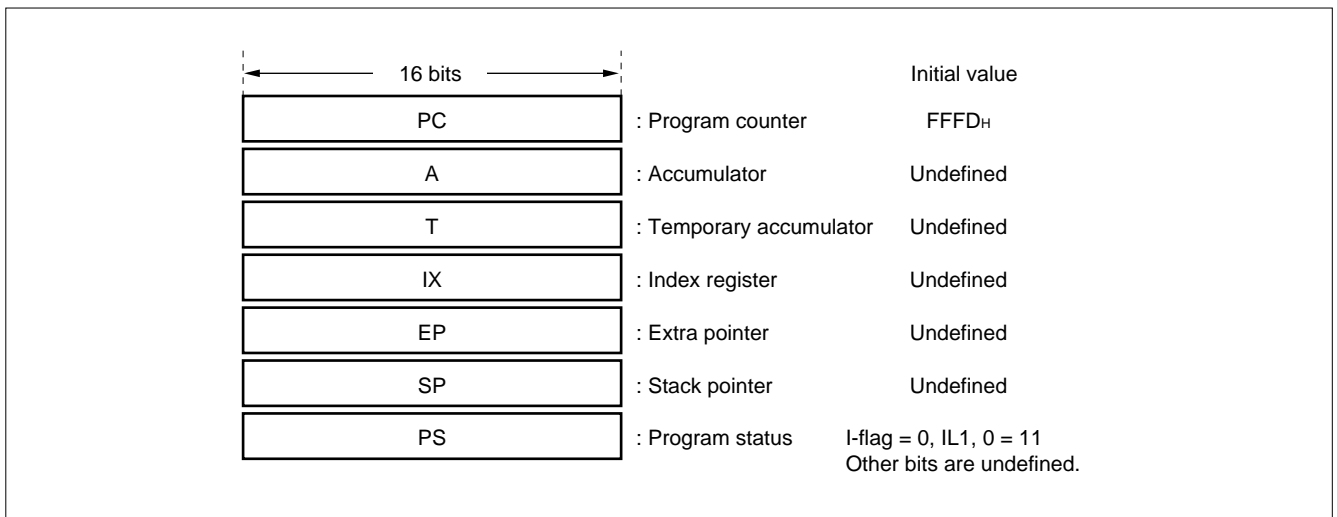 16 bits Initial value
PC : Program counter FFFDH
A : Accumulator Undefined
T : Temporary accumulator Undefined
IX : Index register Undefined
EP : Extra pointer Undefined
SP : Stack pointer Undefined
PS : Program status I-flag = 0, IL1, 0 = 11
Other bits are undefined.